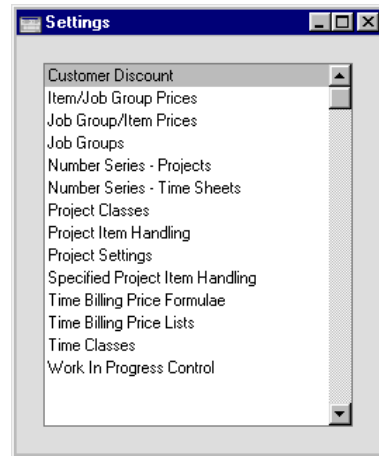 Settings
Customer Discount
Item/Job Group Prices
Job Group/Item Prices
Job Groups
Number Series - Projects
Number Series - Time Sheets
Project Classes
Project Item Handling
Project Settings
Specified Project Item Handling
Time Billing Price Formulae
Time Billing Price Lists
Time Classes
Work In Progress Control